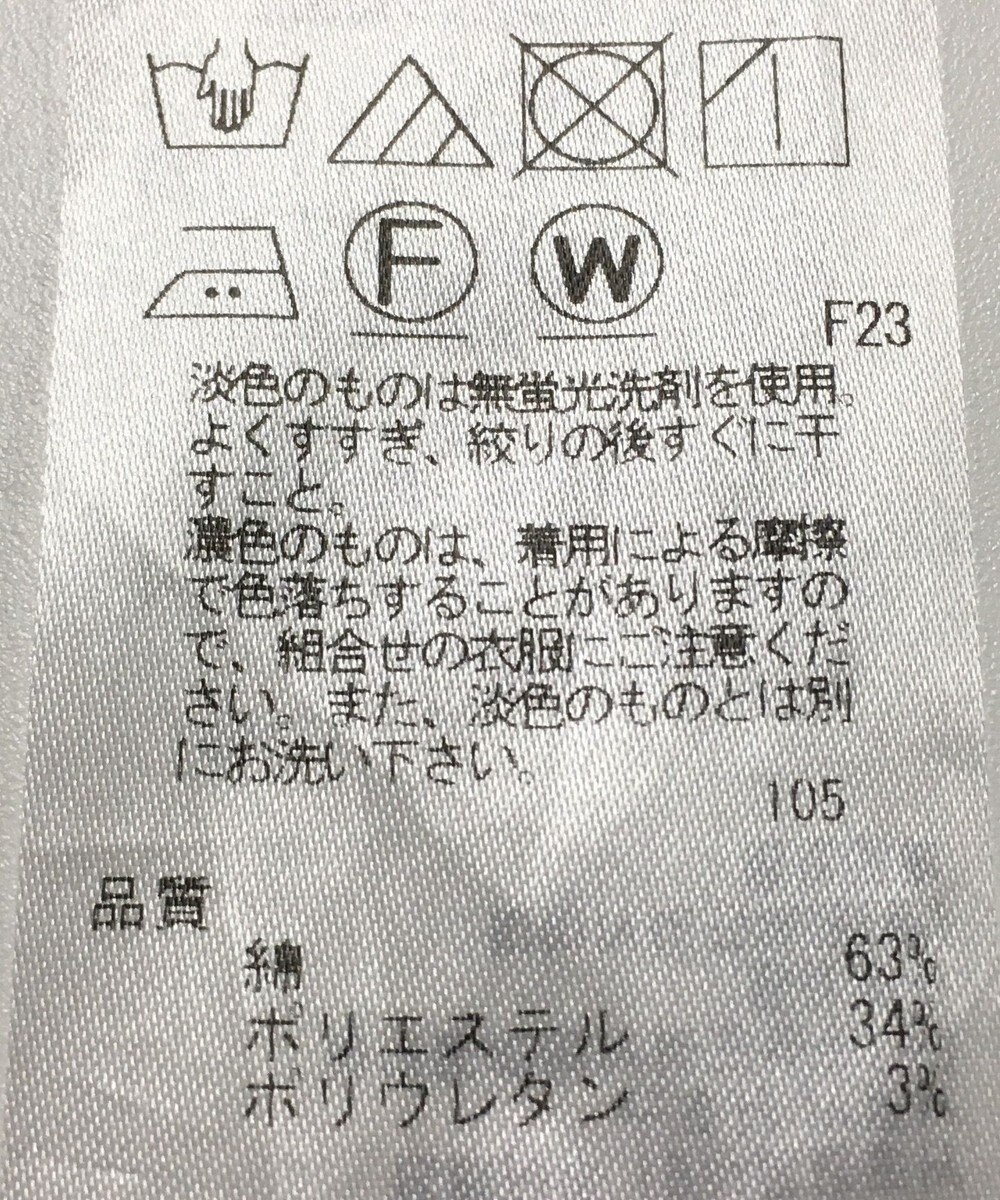 F W
F23
淡色のものは無蛍光洗剤を使用。
よくすすぎ、絞りの後すぐに干
すこと。
濃色のものは、着用による摩擦
で色落ちすることがありますの
で、組合せの衣服にご注意くだ
さい。また、淡色のものとは別
にお洗い下さい。
105
品質
綿 63%
ポリエステル 34%
ポリウレタン 3%